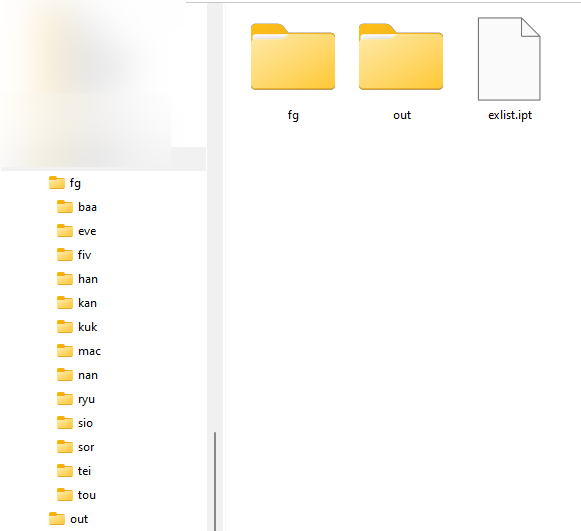 fg
baa
eve
fiv
han
kan
kuk
mac
nan
ryu
sio
sor
tei
tou
out
fg
out
exlist.ipt